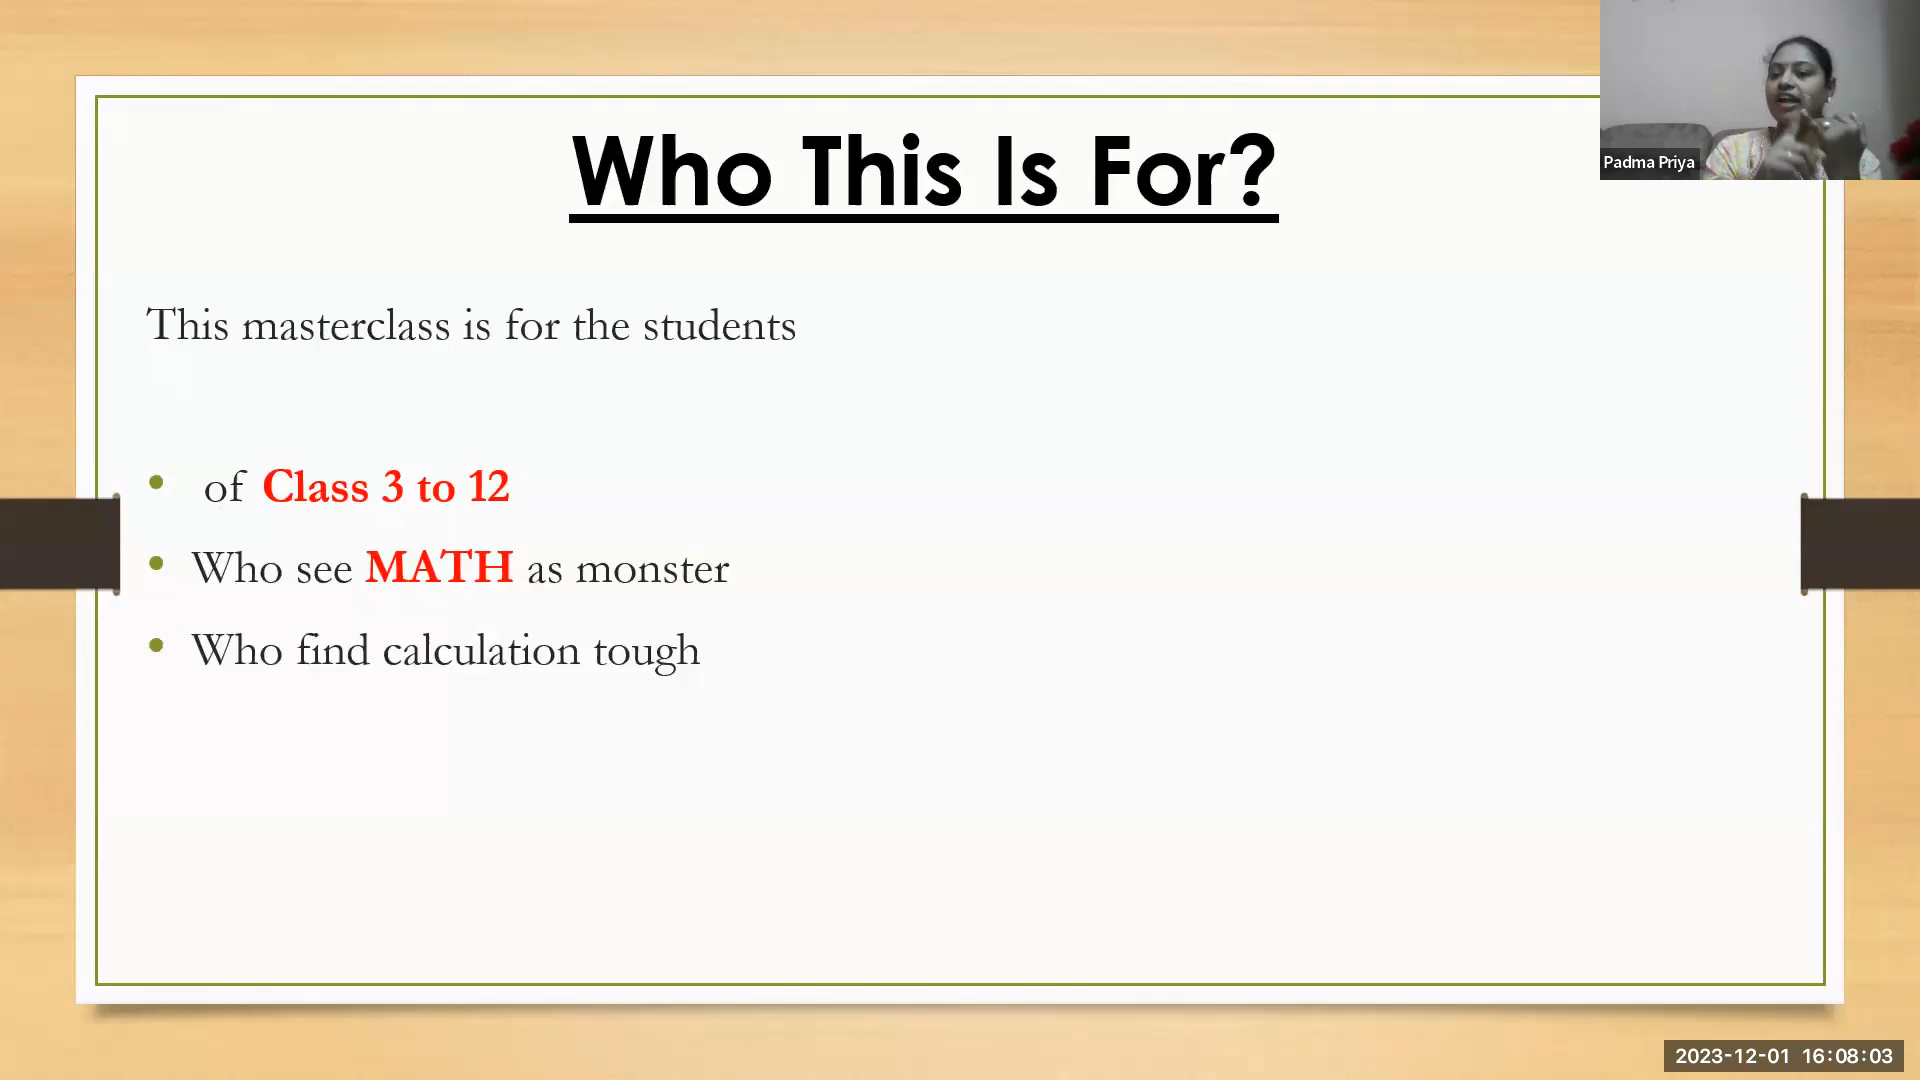 Who This Is For?
Padma Priya
This masterclass is for the students
• of Class 3 to 12
• Who see MATH as monster
• Who find calculation tough
2023-12-01 16:08:03